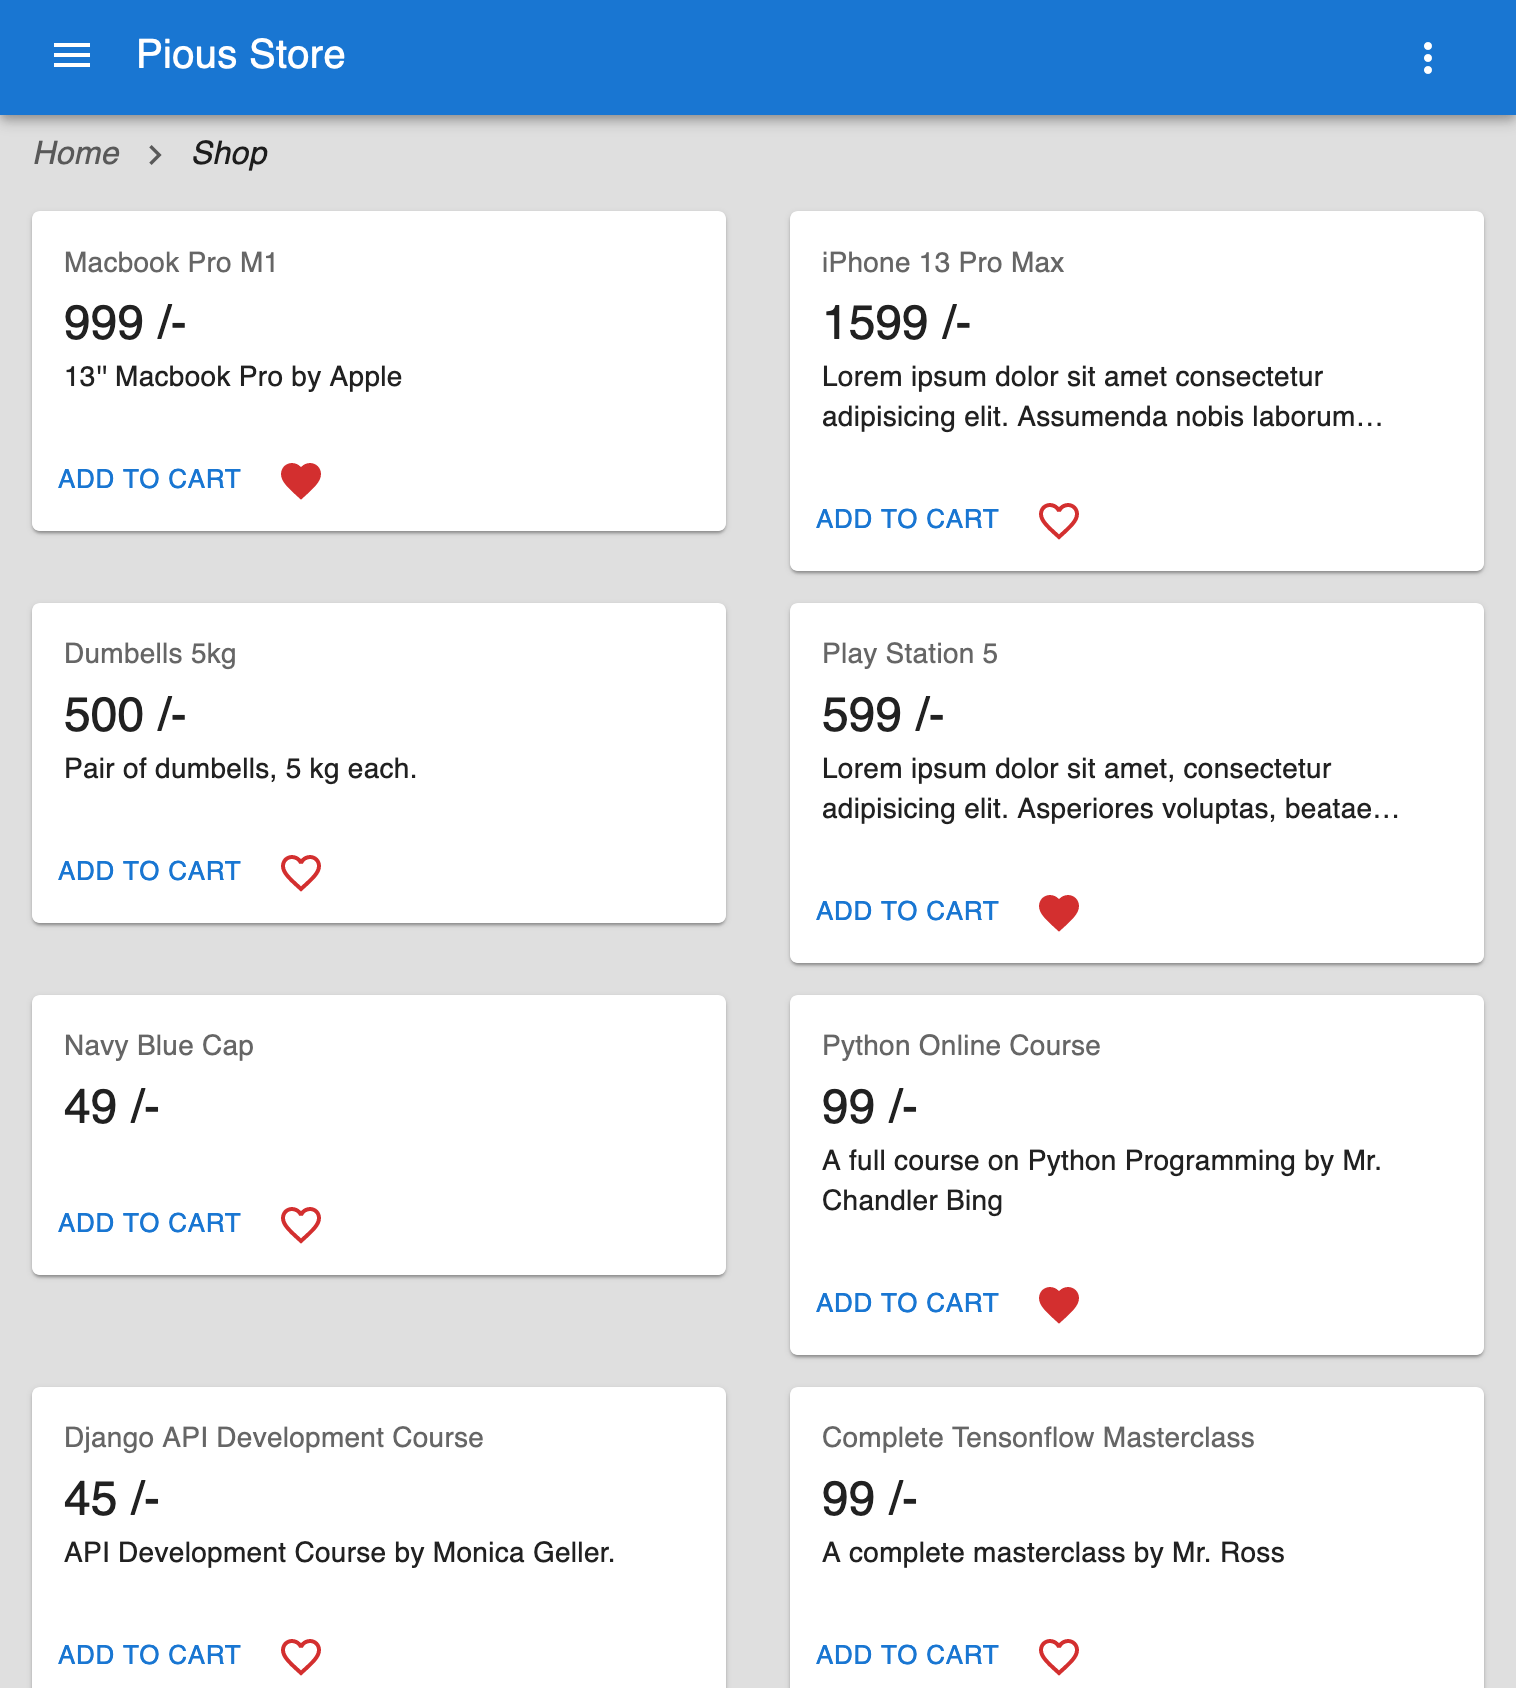 Pious Store
Home > Shop
Macbook Pro M1
999 /-
13" Macbook Pro by Apple
ADD TO CART
iPhone 13 Pro Max
1599 /-
Lorem ipsum dolor sit amet consectetur
adipisicing elit. Assumenda nobis laborum…
ADD TO CART
Dumbells 5kg
500 /-
Pair of dumbells, 5 kg each.
ADD TO CART
Play Station 5
599 /-
Lorem ipsum dolor sit amet, consectetur
adipisicing elit. Asperiores voluptas, beatae…
ADD TO CART
Navy Blue Cap
49 /-
ADD TO CART
Python Online Course
99 /-
A full course on Python Programming by Mr.
Chandler Bing
ADD TO CART
Django API Development Course
45 /-
API Development Course by Monica Geller.
ADD TO CART
Complete Tensonflow Masterclass
99 /-
A complete masterclass by Mr. Ross
ADD TO CART